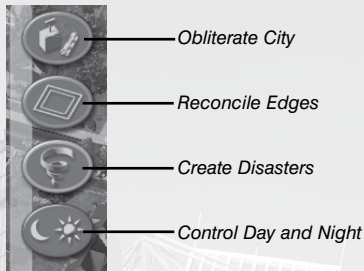 Obliterate City
Reconcile Edges
Create Disasters
Control Day and Night